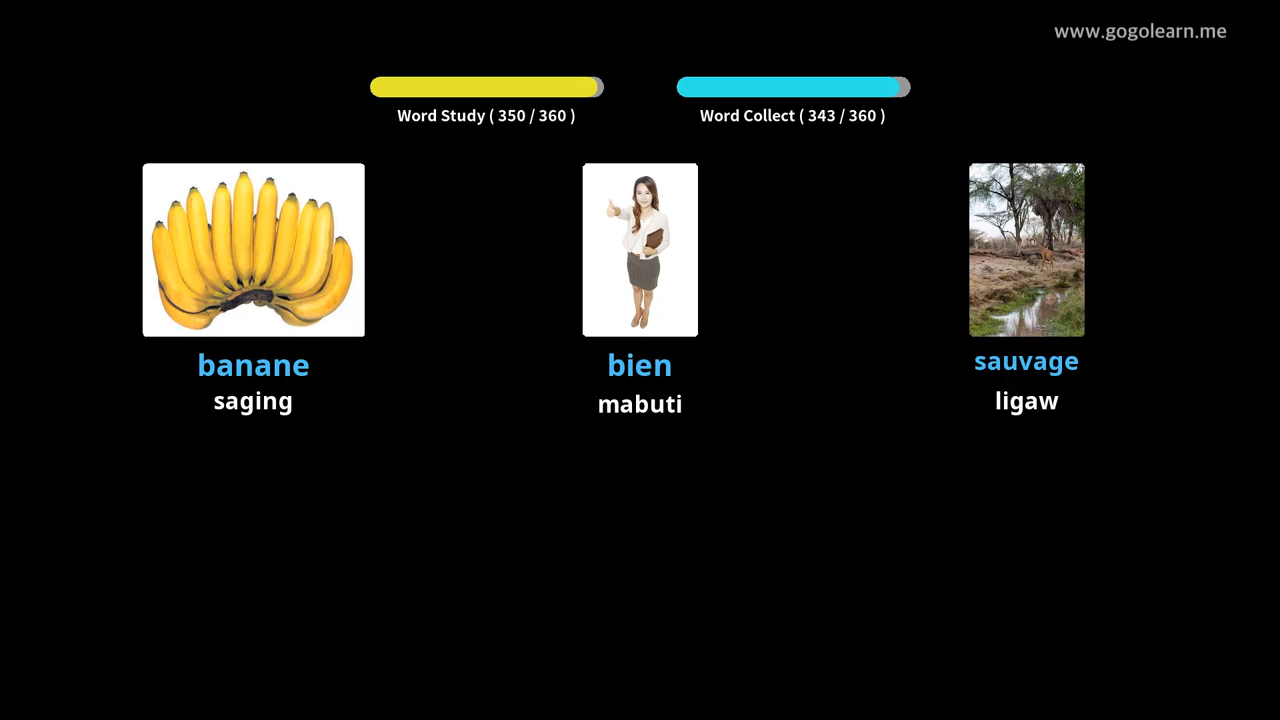 www.gogolearn.me
Word Study ( 350 / 360 )
Word Collect ( 343 / 360 )
banane
saging
bien
mabuti
sauvage
ligaw